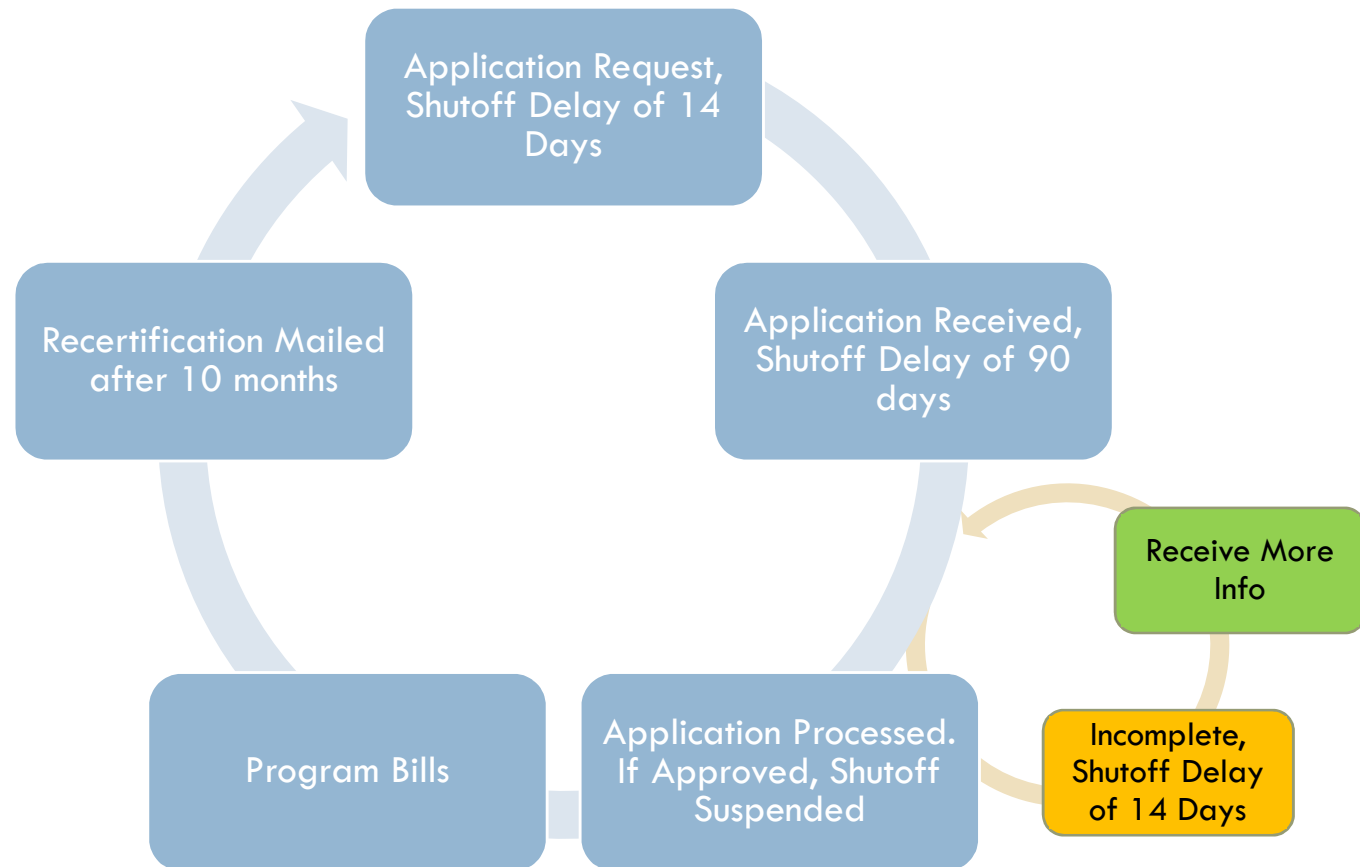 Application Request,
Shutoff Delay of 14
Days
Application Received,
Shutoff Delay of 90
days
Receive More
Info
Incomplete,
Shutoff Delay
of 14 Days
Application Processed.
If Approved, Shutoff
Suspended
Program Bills
Recertification Mailed
after 10 months